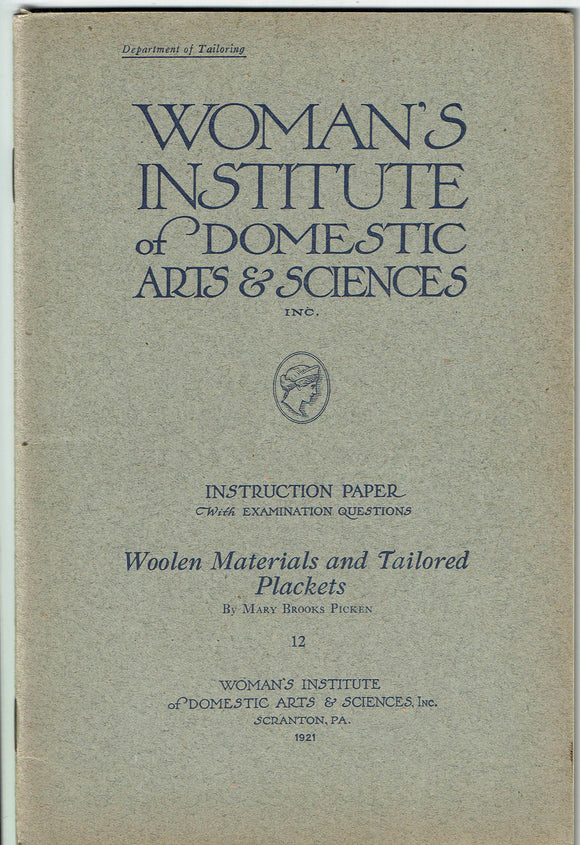 Department of Tailoring
WOMAN'S
INSTITUTE
of DOMESTIC
ARTS & SCIENCES
INC.
INSTRUCTION PAPER
With EXAMINATION QUESTIONS
Woolen Materials and Tailored
Plackets
By MARY BROOKS PICKEN
12
WOMAN'S INSTITUTE
of DOMESTIC ARTS & SCIENCES, INC.
SCRANTON, PA.
1921